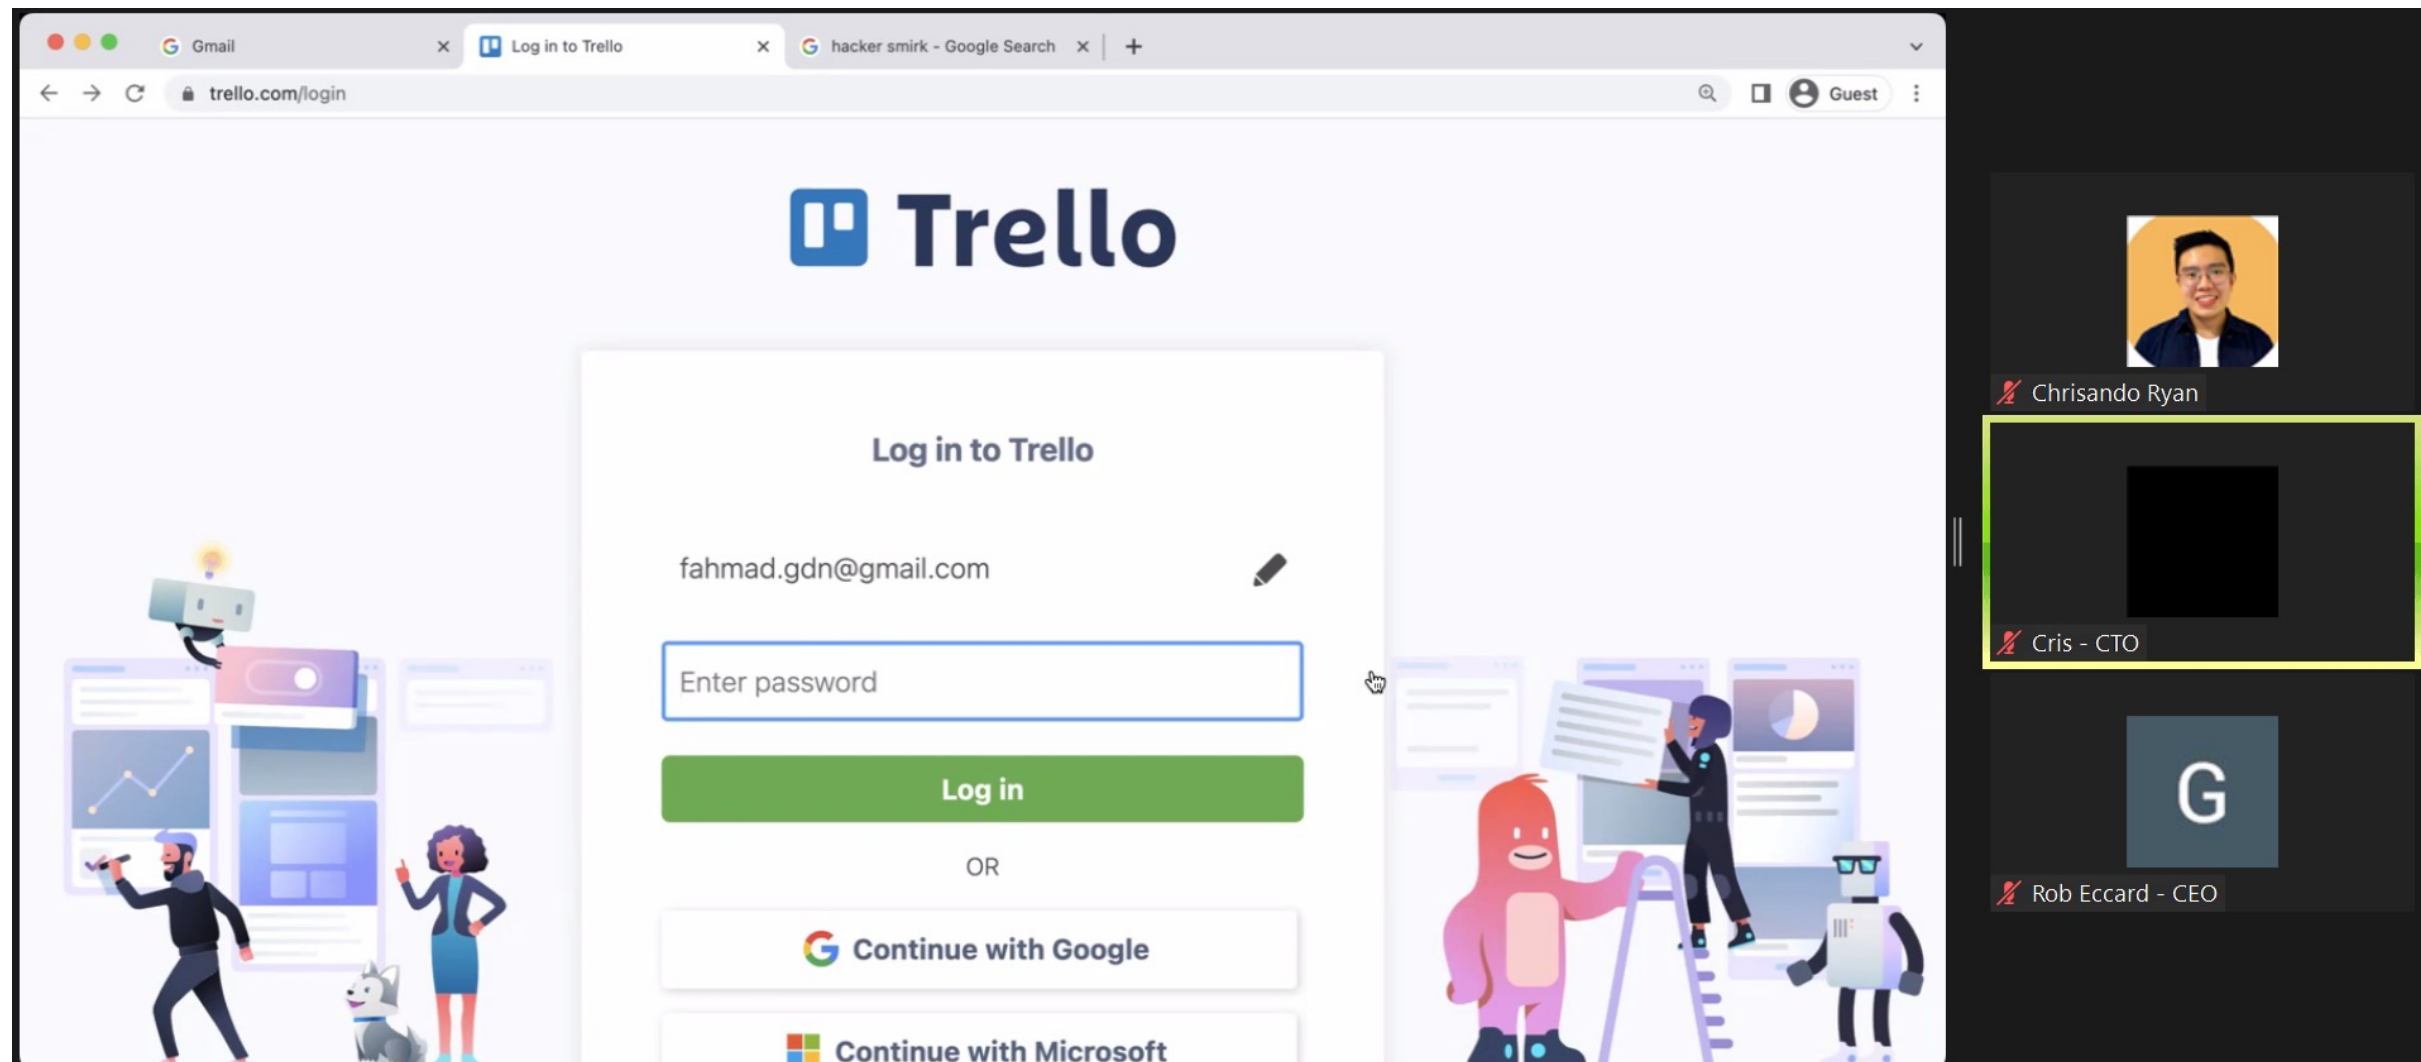 Gmail
Log in to Trello
hacker smirk - Google Search
trello.com/login
Guest
Trello
Log in to Trello
fahmad.gdn@gmail.com
Enter password
Log in
OR
Continue with Google
Continue with Microsoft
Chrisando Ryan
Cris - CTO
G
Rob Eccard - CEO